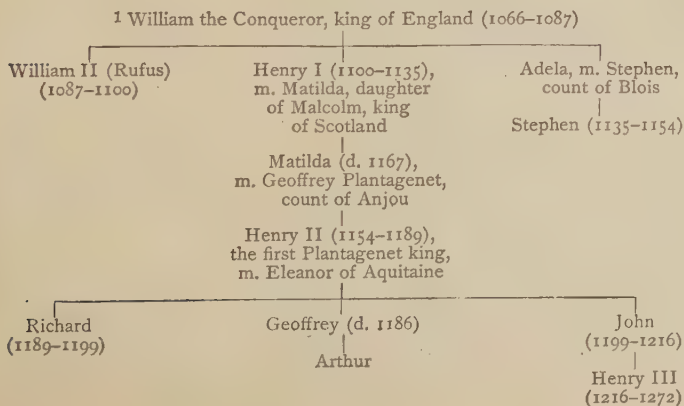 1 William the Conqueror, king of England (1066–1087)
William II (Rufus)
(1087–1100)
Henry I (1100–1135),
m. Matilda, daughter
of Malcolm, king
of Scotland
Adela, m. Stephen,
count of Blois
Stephen (1135–1154)
Matilda (d. 1167),
m. Geoffrey Plantagenet,
count of Anjou
Henry II (1154–1189),
the first Plantagenet king,
m. Eleanor of Aquitaine
Richard
(1189–1199)
Geoffrey (d. 1186)
Arthur
John
(1199–1216)
Henry III
(1216–1272)